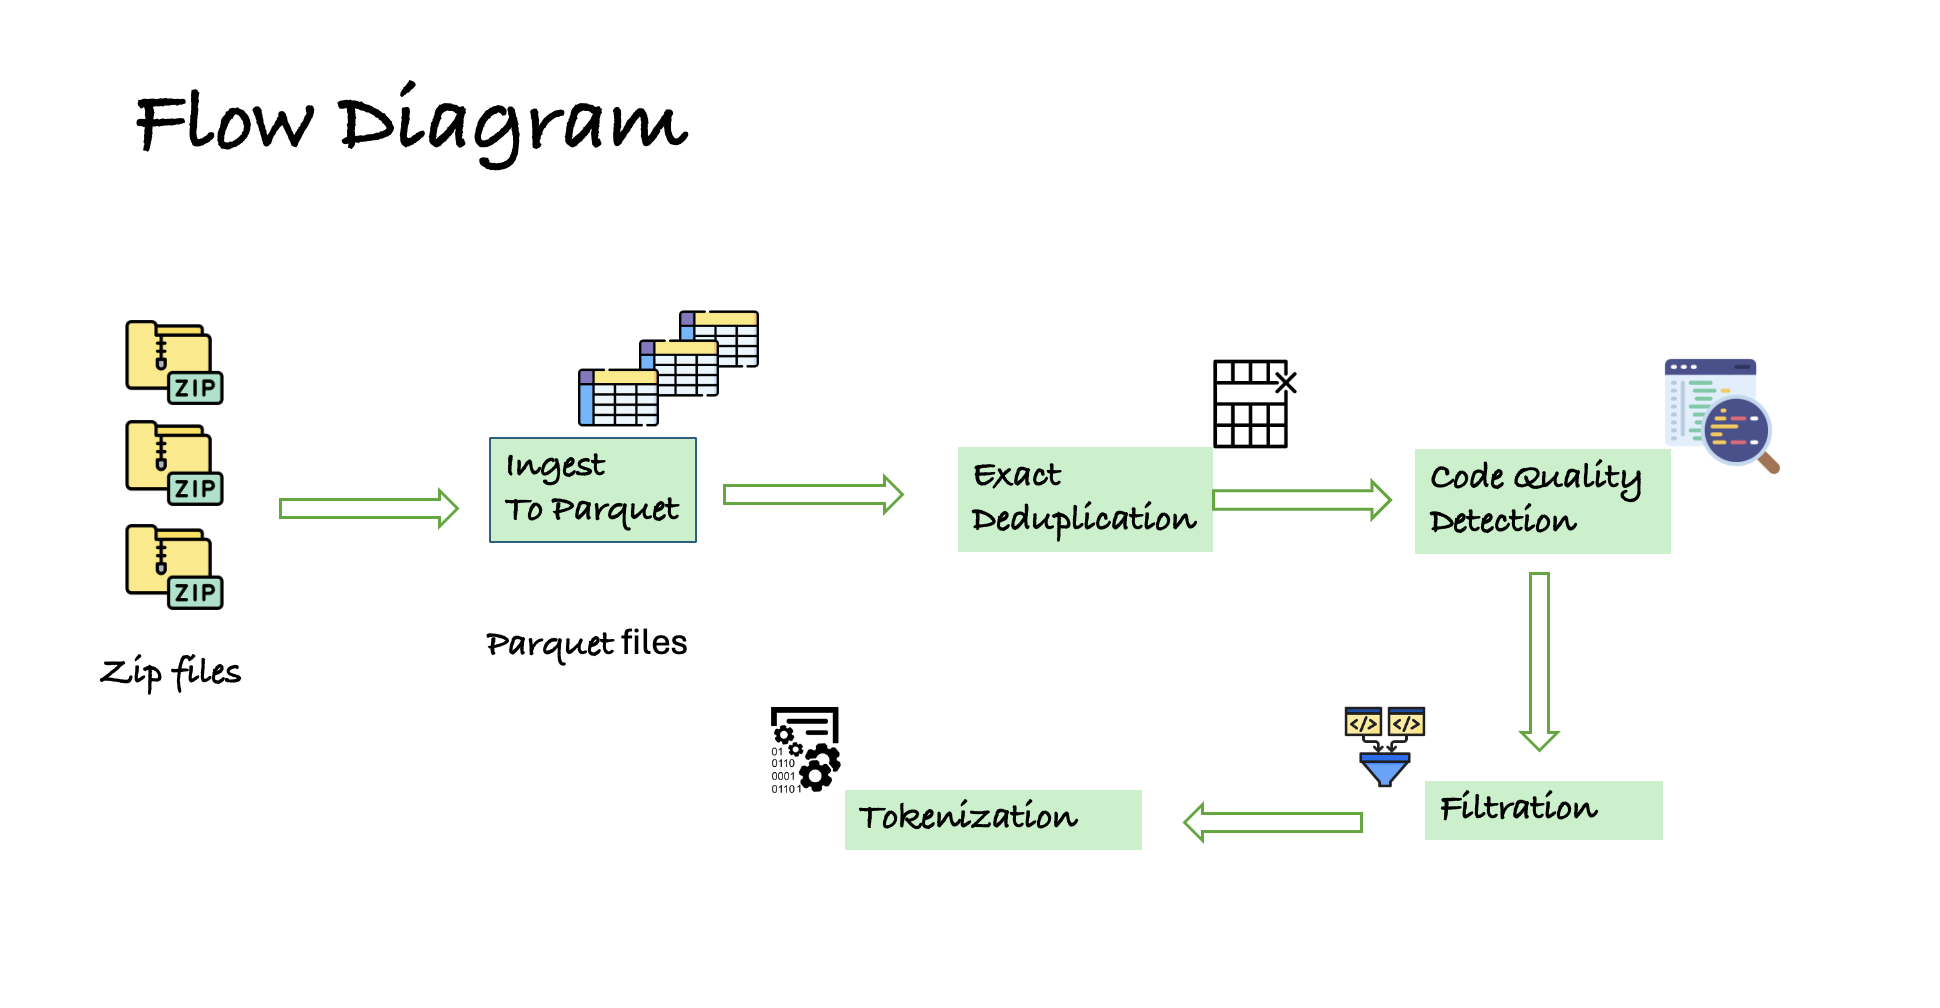 Flow Diagram
ZIP
ZIP
ZIP
Zip files
Ingest
To Parquet
Parquet files
Exact
Deduplication
Code Quality
Detection
</> </>
Filtration
01
0110
0001
01101
Tokenization